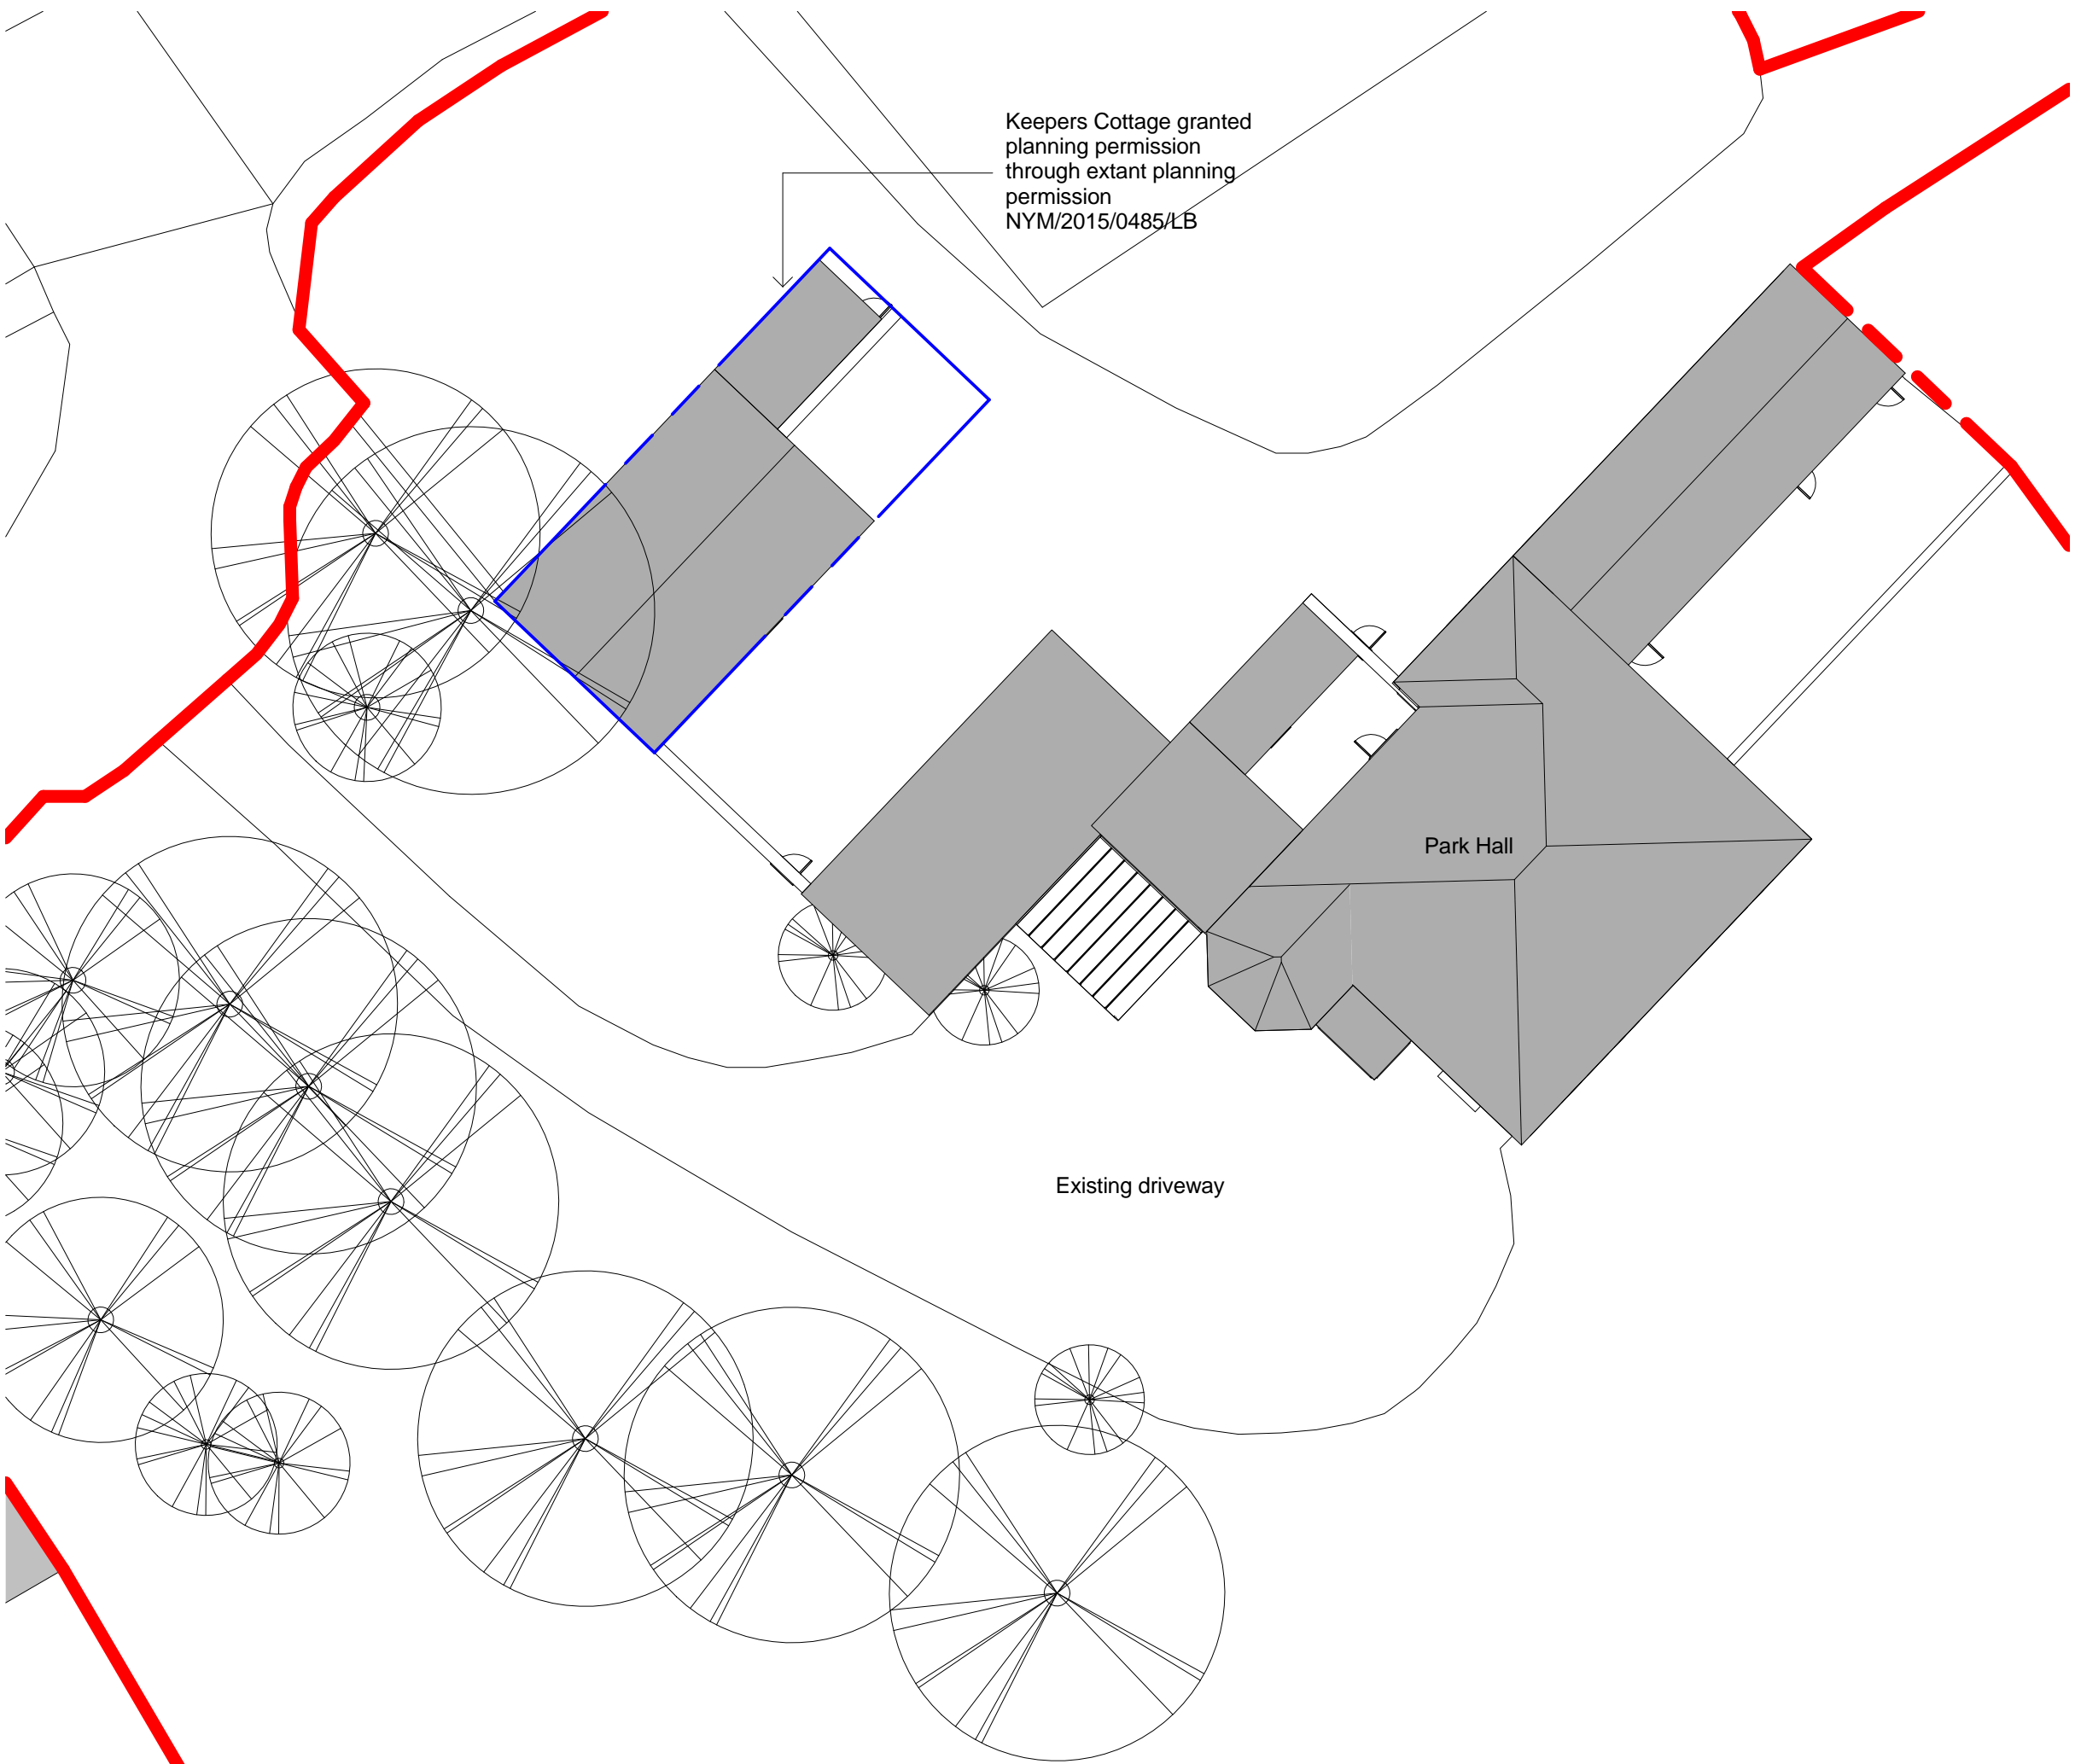 Keepers Cottage granted
planning permission
through extant planning
permission
NYM/2015/0485/LB
Park Hall
Existing driveway